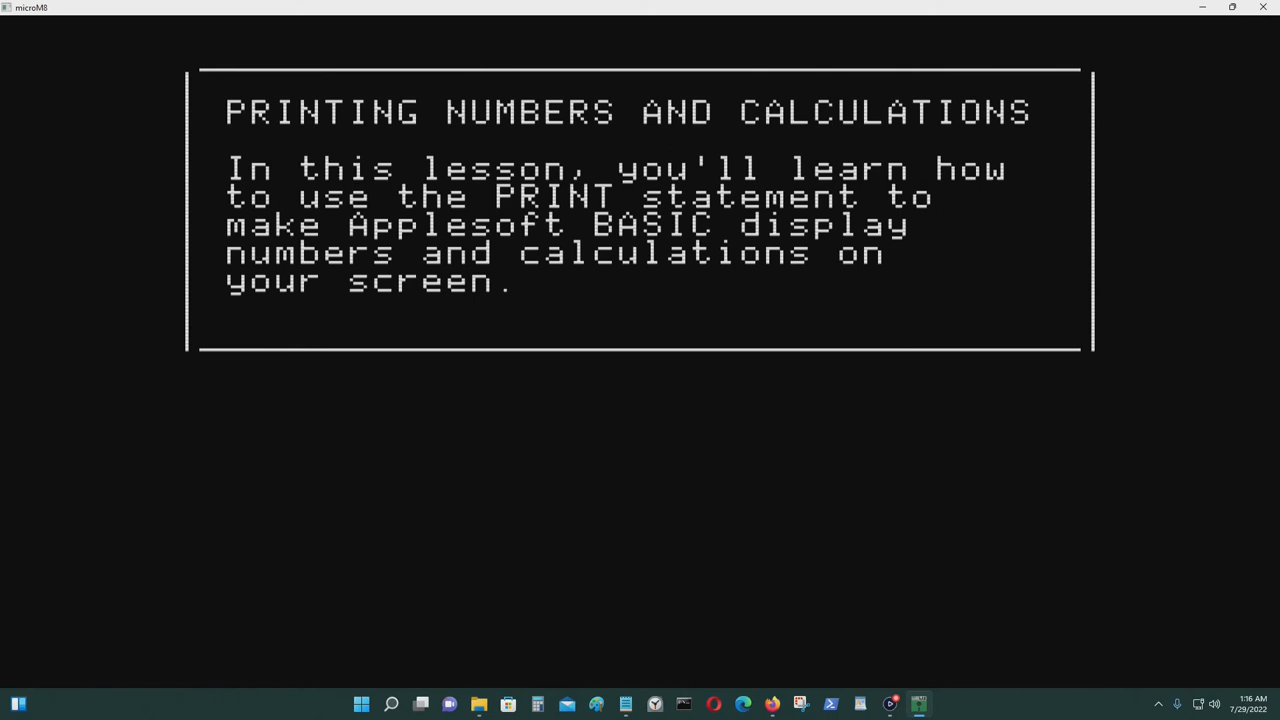 microM8
PRINTING NUMBERS AND CALCULATIONS
In this lesson, you'll learn how
to use the PRINT statement to
make Applesoft BASIC display
numbers and calculations on
your screen.
1:16 AM
7/29/2022